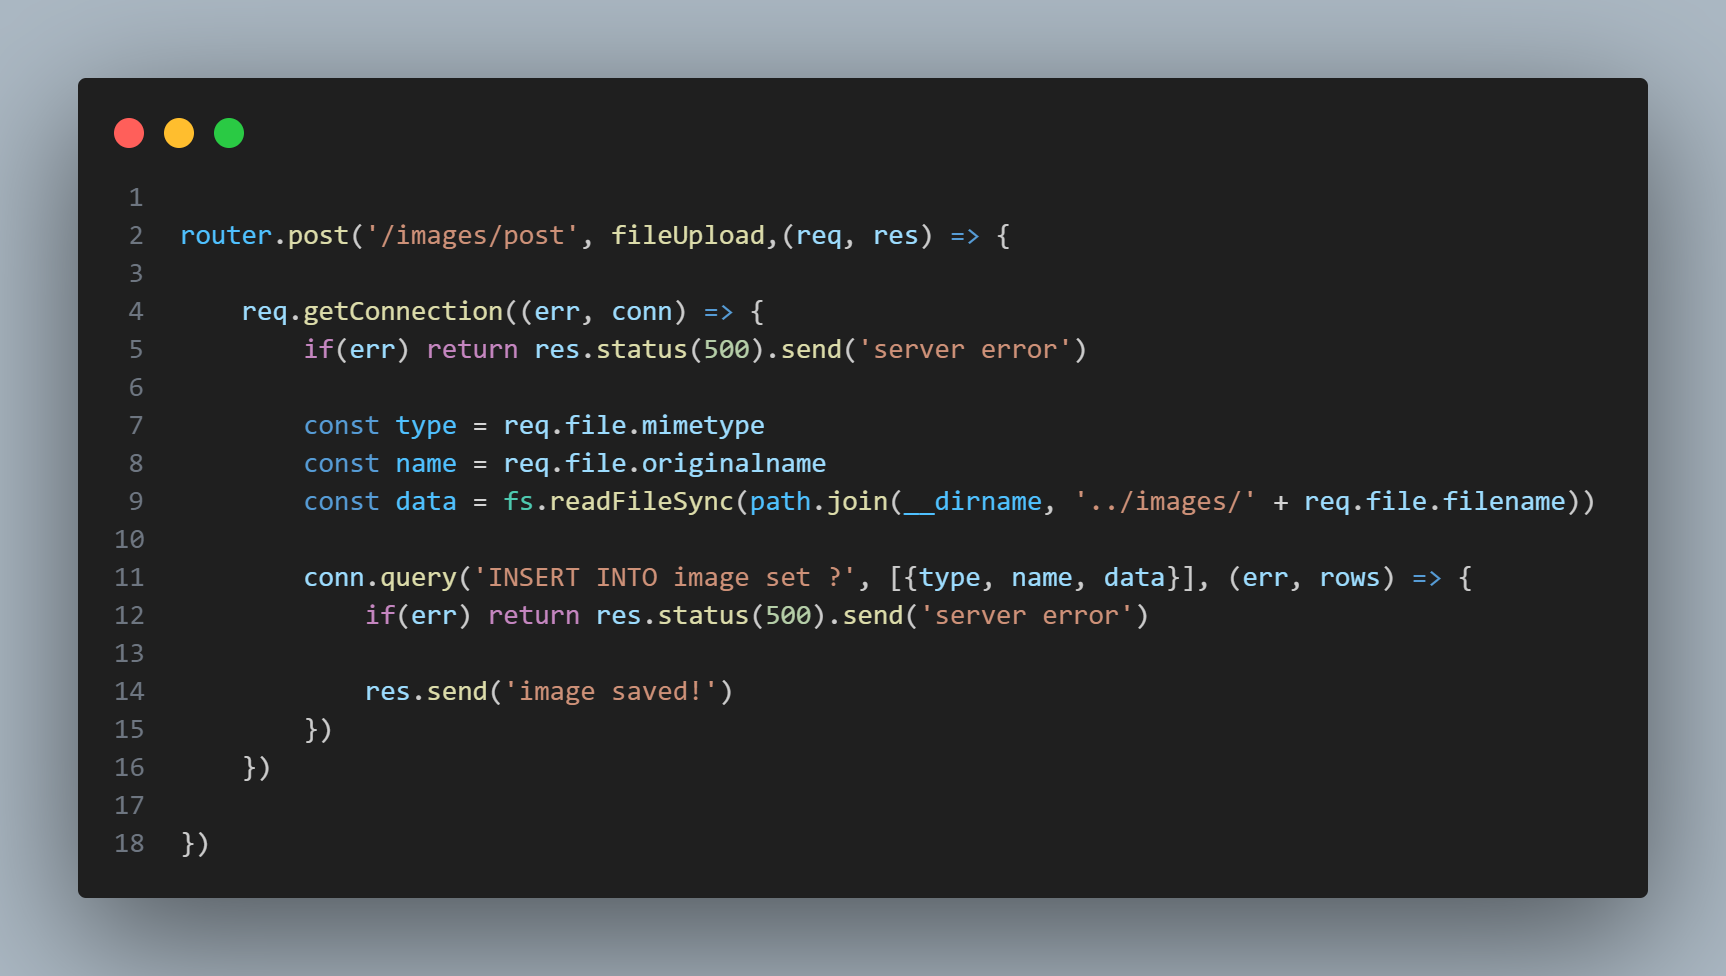 1
2 router.post('/images/post', fileUpload,(req, res) => {
3
4     req.getConnection((err, conn) => {
5         if(err) return res.status(500).send('server error')
6
7         const type = req.file.mimetype
8         const name = req.file.originalname
9         const data = fs.readFileSync(path.join(__dirname, '../images/' + req.file.filename))
10
11         conn.query('INSERT INTO image set ?', [{type, name, data}], (err, rows) => {
12             if(err) return res.status(500).send('server error')
13
14             res.send('image saved!')
15         })
16     })
17
18 })